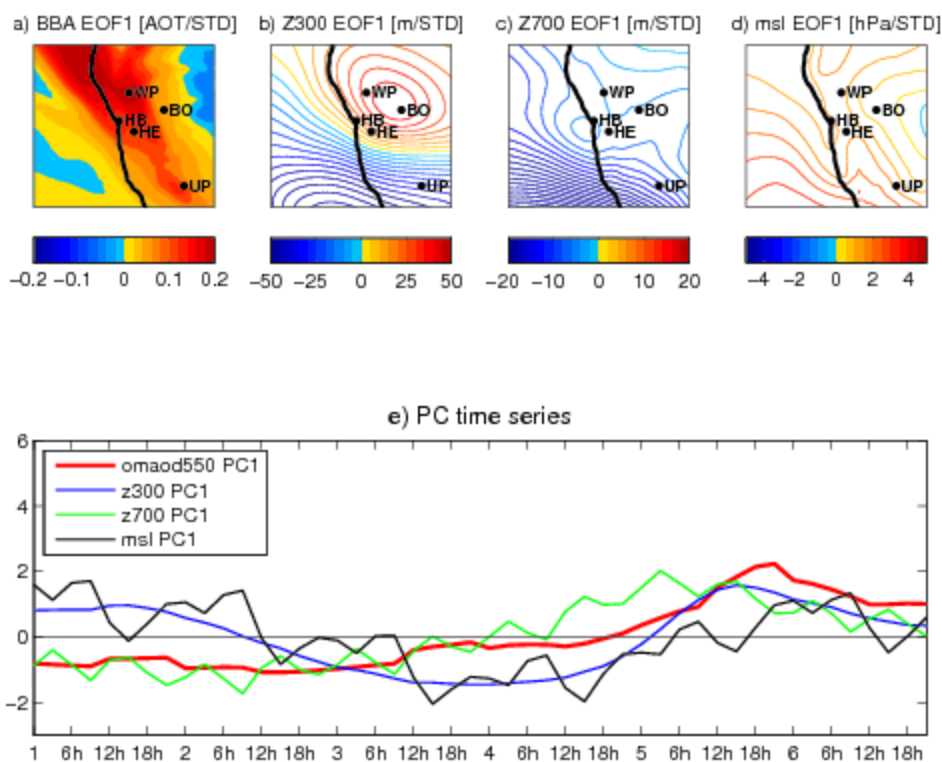 a) BBA EOF1 [AOT/STD] b) Z300 EOF1 [m/STD] c) Z700 EOF1 [m/STD] d) msl EOF1 [hPa/STD]
WP WP WP WP
BO BO BO BO
HB HB HB HB
HE HE HE HE
UP UP UP UP
−0.2 −0.1 0 0.1 0.2 −50 −25 0 25 50 −20 −10 0 10 20 −4 −2 0 2 4
e) PC time series
6
omaod550 PC1
z300 PC1
4
z700 PC1
msl PC1
2
0
−2
1 6h 12h 18h 2 6h 12h 18h 3 6h 12h 18h 4 6h 12h 18h 5 6h 12h 18h 6 6h 12h 18h